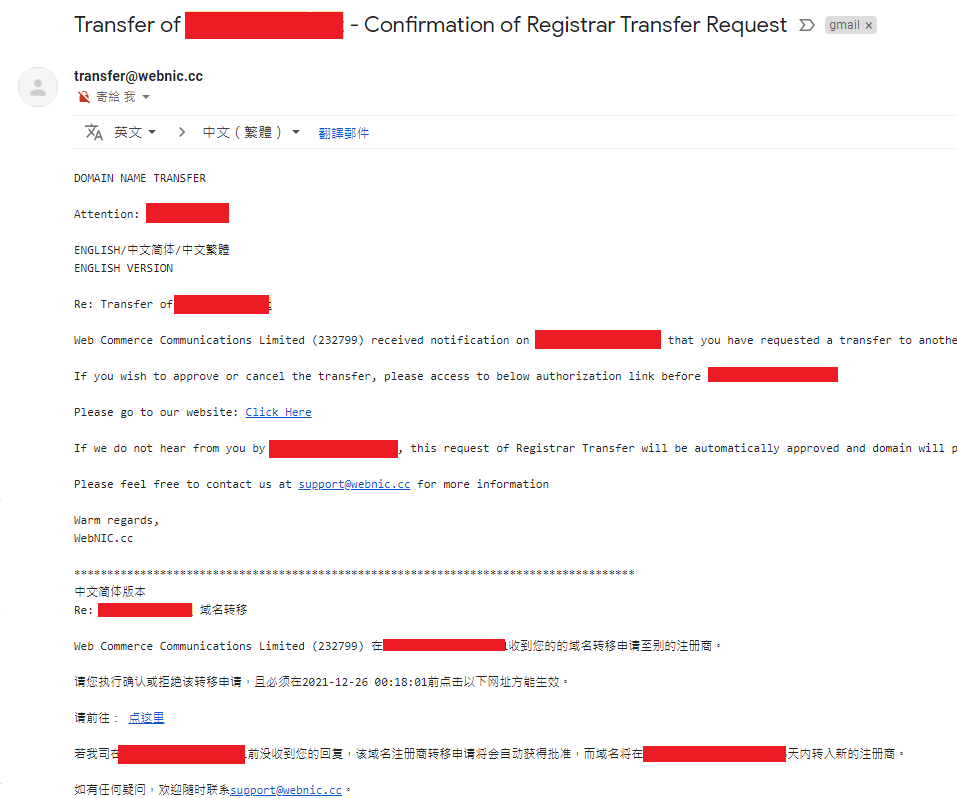 Transfer of - Confirmation of Registrar Transfer Request gmail ×
transfer@webnic.cc
寄給 我
英文 > 中文（繁體） 翻譯郵件
DOMAIN NAME TRANSFER
Attention:
ENGLISH/中文简体/中文繁體
ENGLISH VERSION
Re: Transfer of
Web Commerce Communications Limited (232799) received notification on that you have requested a transfer to anothe
If you wish to approve or cancel the transfer, please access to below authorization link before
Please go to our website: Click Here
If we do not hear from you by , this request of Registrar Transfer will be automatically approved and domain will p
Please feel free to contact us at support@webnic.cc for more information
Warm regards,
WebNIC.cc
*************************************************************************************
中文简体版本
Re: 域名转移
Web Commerce Communications Limited (232799) 在 收到您的的域名转移申请至别的注册商。
请您执行确认或拒绝该转移申请，且必须在2021-12-26 00:18:01前点击以下网址方能生效。
请前往： 点这里
若我司在 前没收到您的回复，该域名注册商转移申请将会自动获得批准，而域名将在 天内转入新的注册商。
如有任何疑问，欢迎随时联系support@webnic.cc。